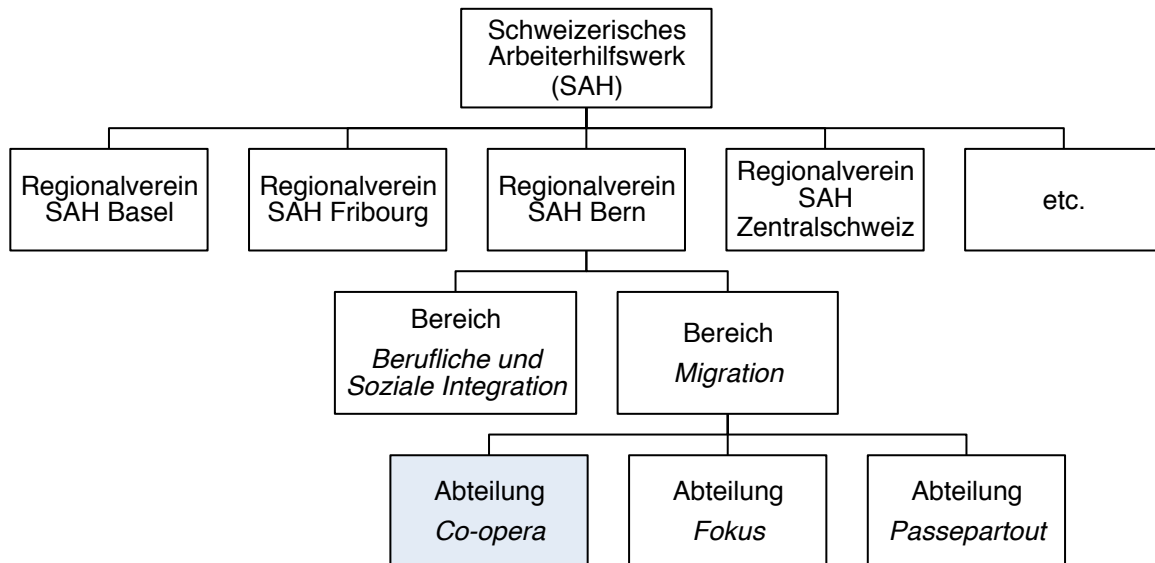 Schweizerisches
Arbeiterhilfswerk
(SAH)
Regionalverein
SAH Basel
Regionalverein
SAH Fribourg
Regionalverein
SAH Bern
Regionalverein
SAH
Zentralschweiz
etc.
Bereich
Berufliche und
Soziale Integration
Bereich
Migration
Abteilung
Co-opera
Abteilung
Fokus
Abteilung
Passepartout